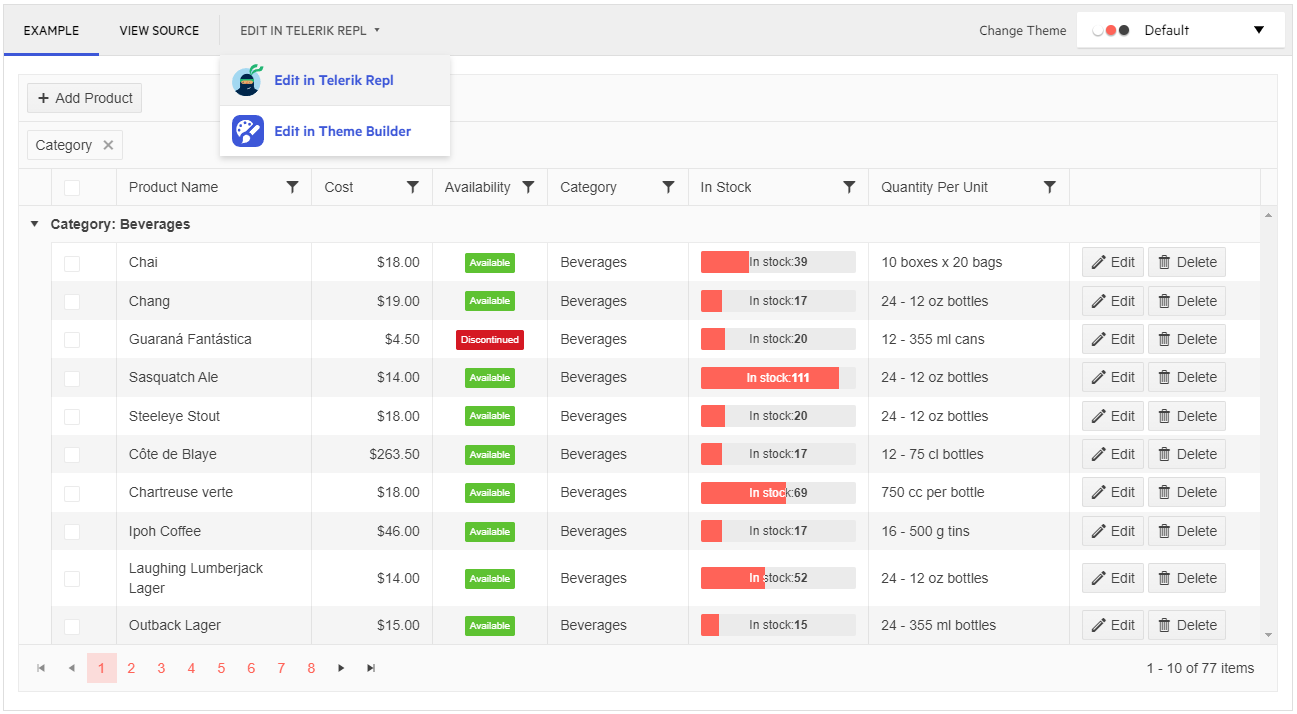 EXAMPLE VIEW SOURCE EDIT IN TELERIK REPL Change Theme Default
Edit in Telerik Repl
Add Product
Edit in Theme Builder
Category
Product Name Cost Availability Category In Stock Quantity Per Unit
Category: Beverages
Chai $18.00 Available Beverages In stock:39 10 boxes x 20 bags Edit Delete
Chang $19.00 Available Beverages In stock:17 24 - 12 oz bottles Edit Delete
Guaraná Fantástica $4.50 Discontinued Beverages In stock:20 12 - 355 ml cans Edit Delete
Sasquatch Ale $14.00 Available Beverages In stock:111 24 - 12 oz bottles Edit Delete
Steeleye Stout $18.00 Available Beverages In stock:20 24 - 12 oz bottles Edit Delete
Côte de Blaye $263.50 Available Beverages In stock:17 12 - 75 cl bottles Edit Delete
Chartreuse verte $18.00 Available Beverages In stock:69 750 cc per bottle Edit Delete
Ipoh Coffee $46.00 Available Beverages In stock:17 16 - 500 g tins Edit Delete
Laughing Lumberjack
Lager $14.00 Available Beverages In stock:52 24 - 12 oz bottles Edit Delete
Outback Lager $15.00 Available Beverages In stock:15 24 - 355 ml bottles Edit Delete
1 2 3 4 5 6 7 8 1 - 10 of 77 items